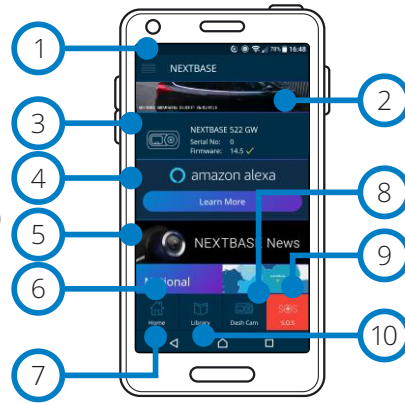 78% 16:48
NEXTBASE
NEXTBASE 522 GW
Serial No: 0
Firmware: 14.5
amazon alexa
Learn More
NEXTBASE News
Home
Library
Dash Cam
SOS
S.O.S
1
2
3
4
5
6
7
8
9
10